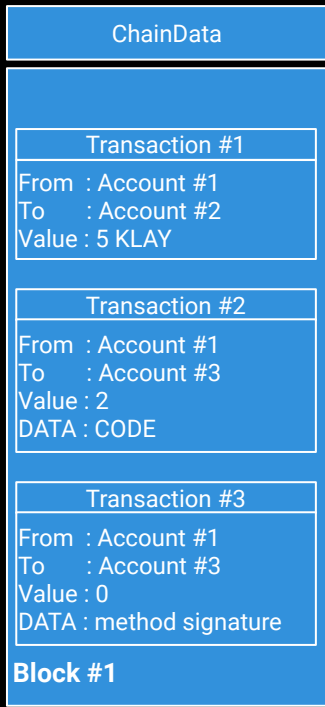 ChainData
Transaction #1
From : Account #1
To : Account #2
Value : 5 KLAY
Transaction #2
From : Account #1
To : Account #3
Value : 2
DATA : CODE
Transaction #3
From : Account #1
To : Account #3
Value : 0
DATA : method signature
Block #1